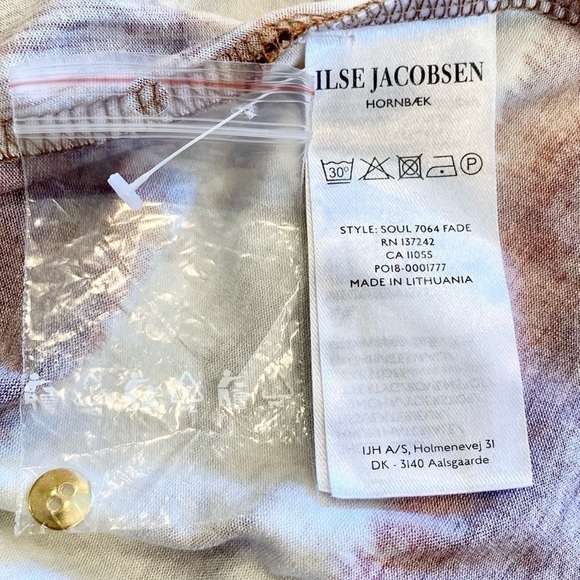 ILSE JACOBSEN
HORNBÆK
30°
P
STYLE: SOUL 7064 FADE
RN 137242
CA 11055
PO18-0001777
MADE IN LITHUANIA
IJH A/S, Holmenevej 31
DK - 3140 Aalsgaarde